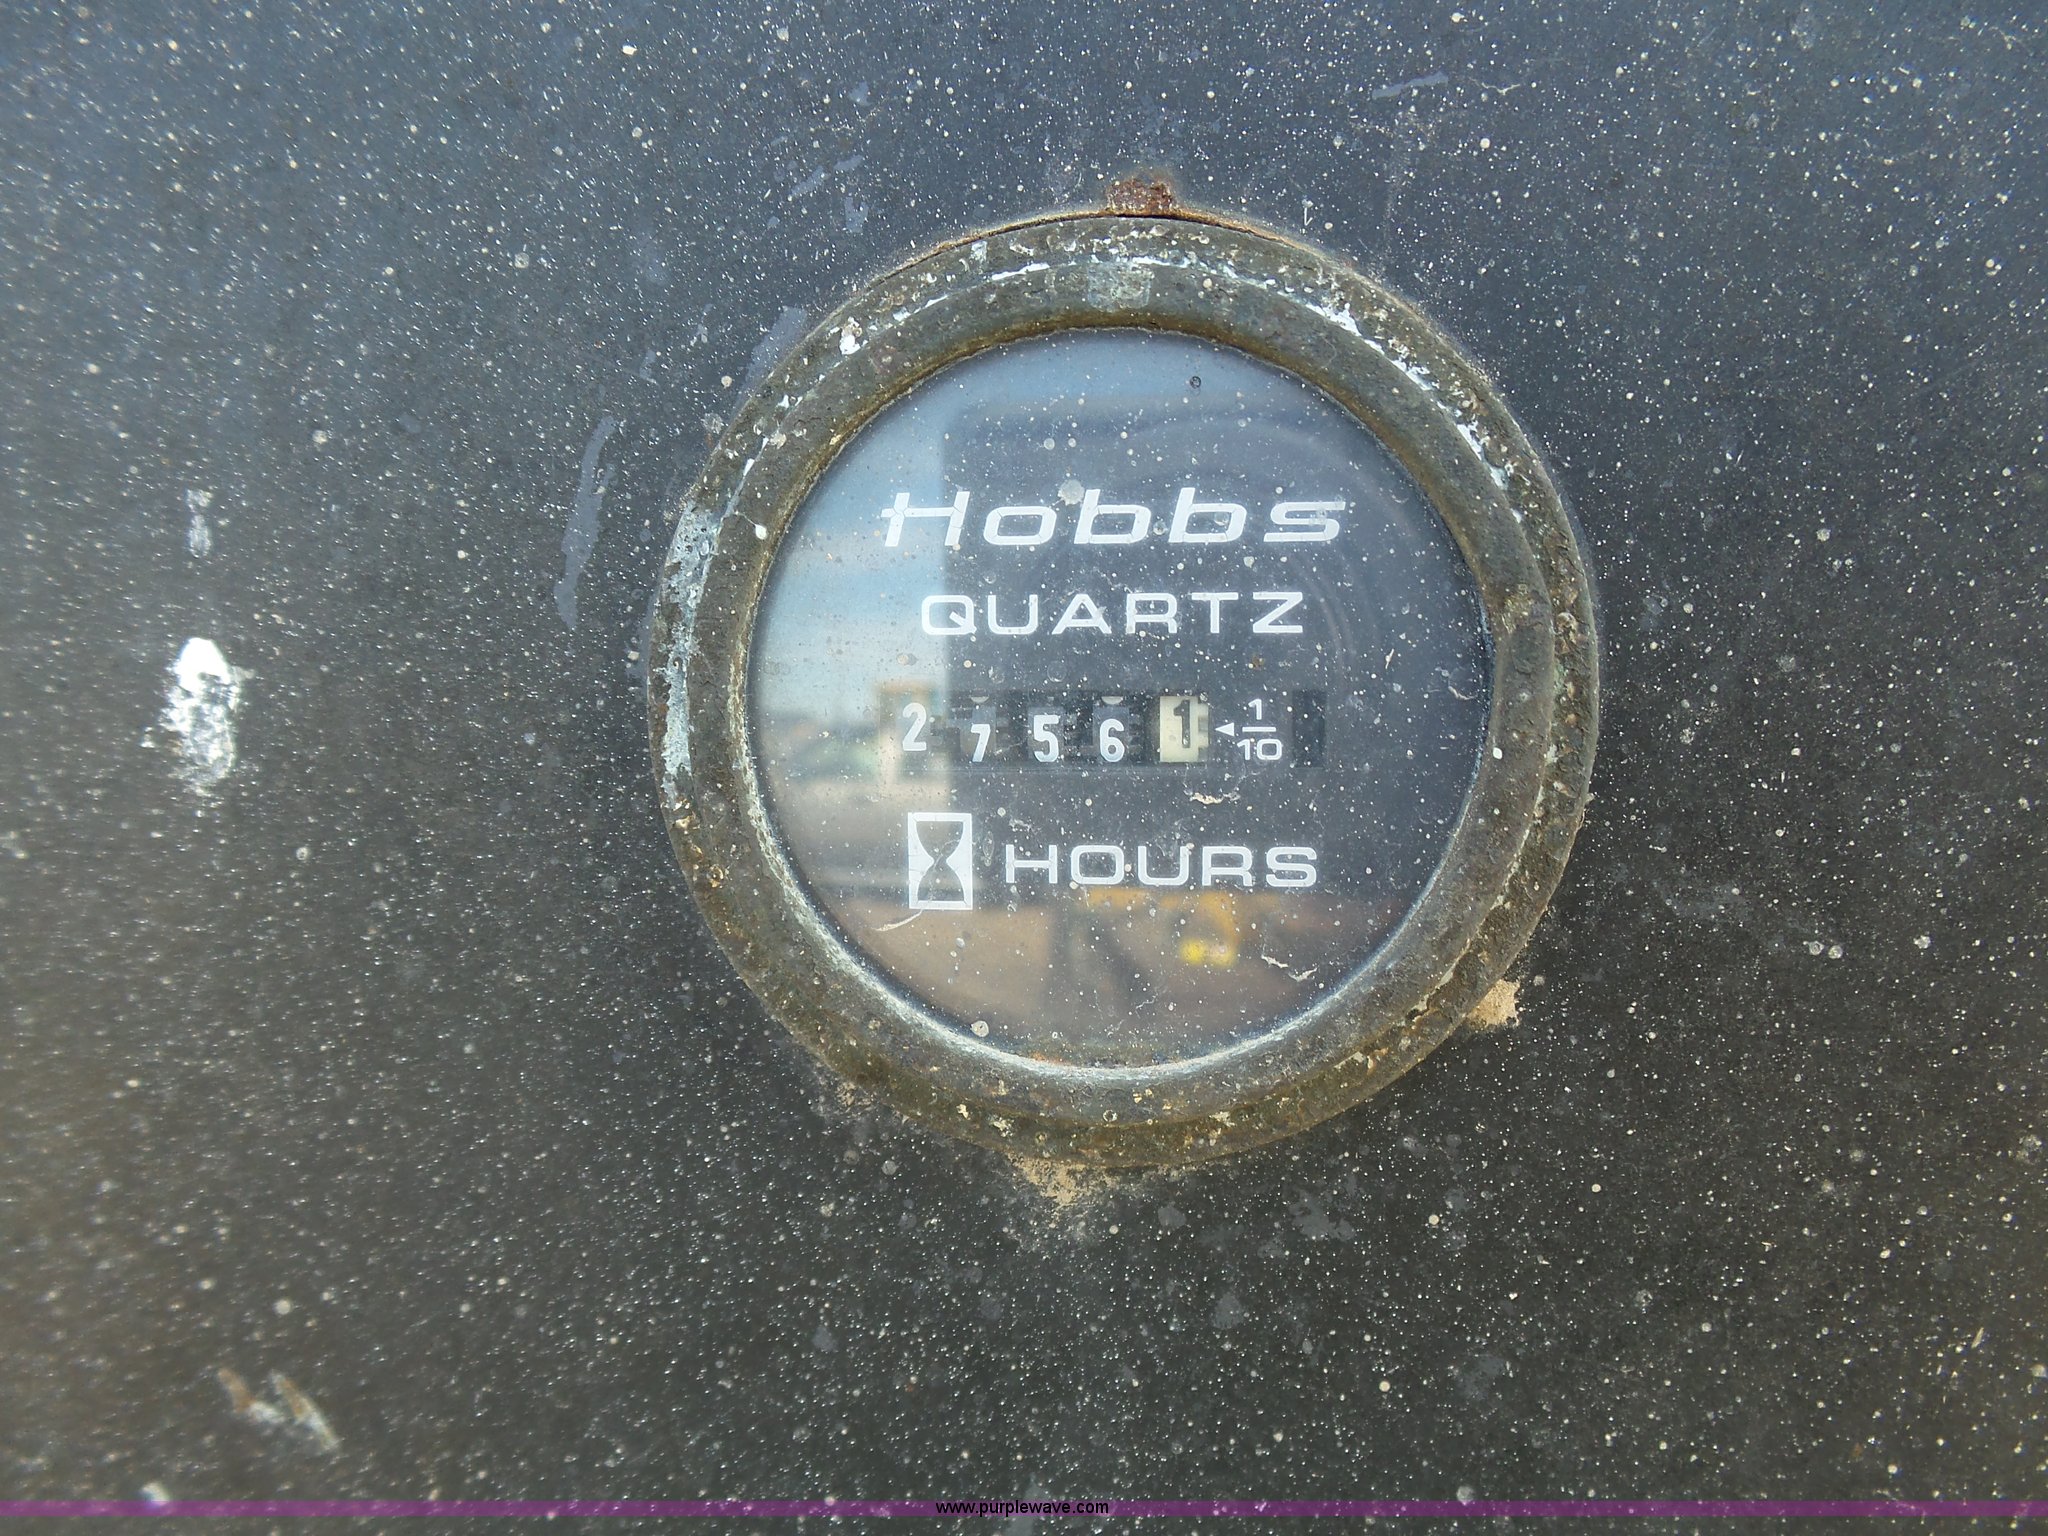 Hobbs
QUARTZ
2 7 5 6 1 ◄ 1/10
HOURS
www.purplewave.com